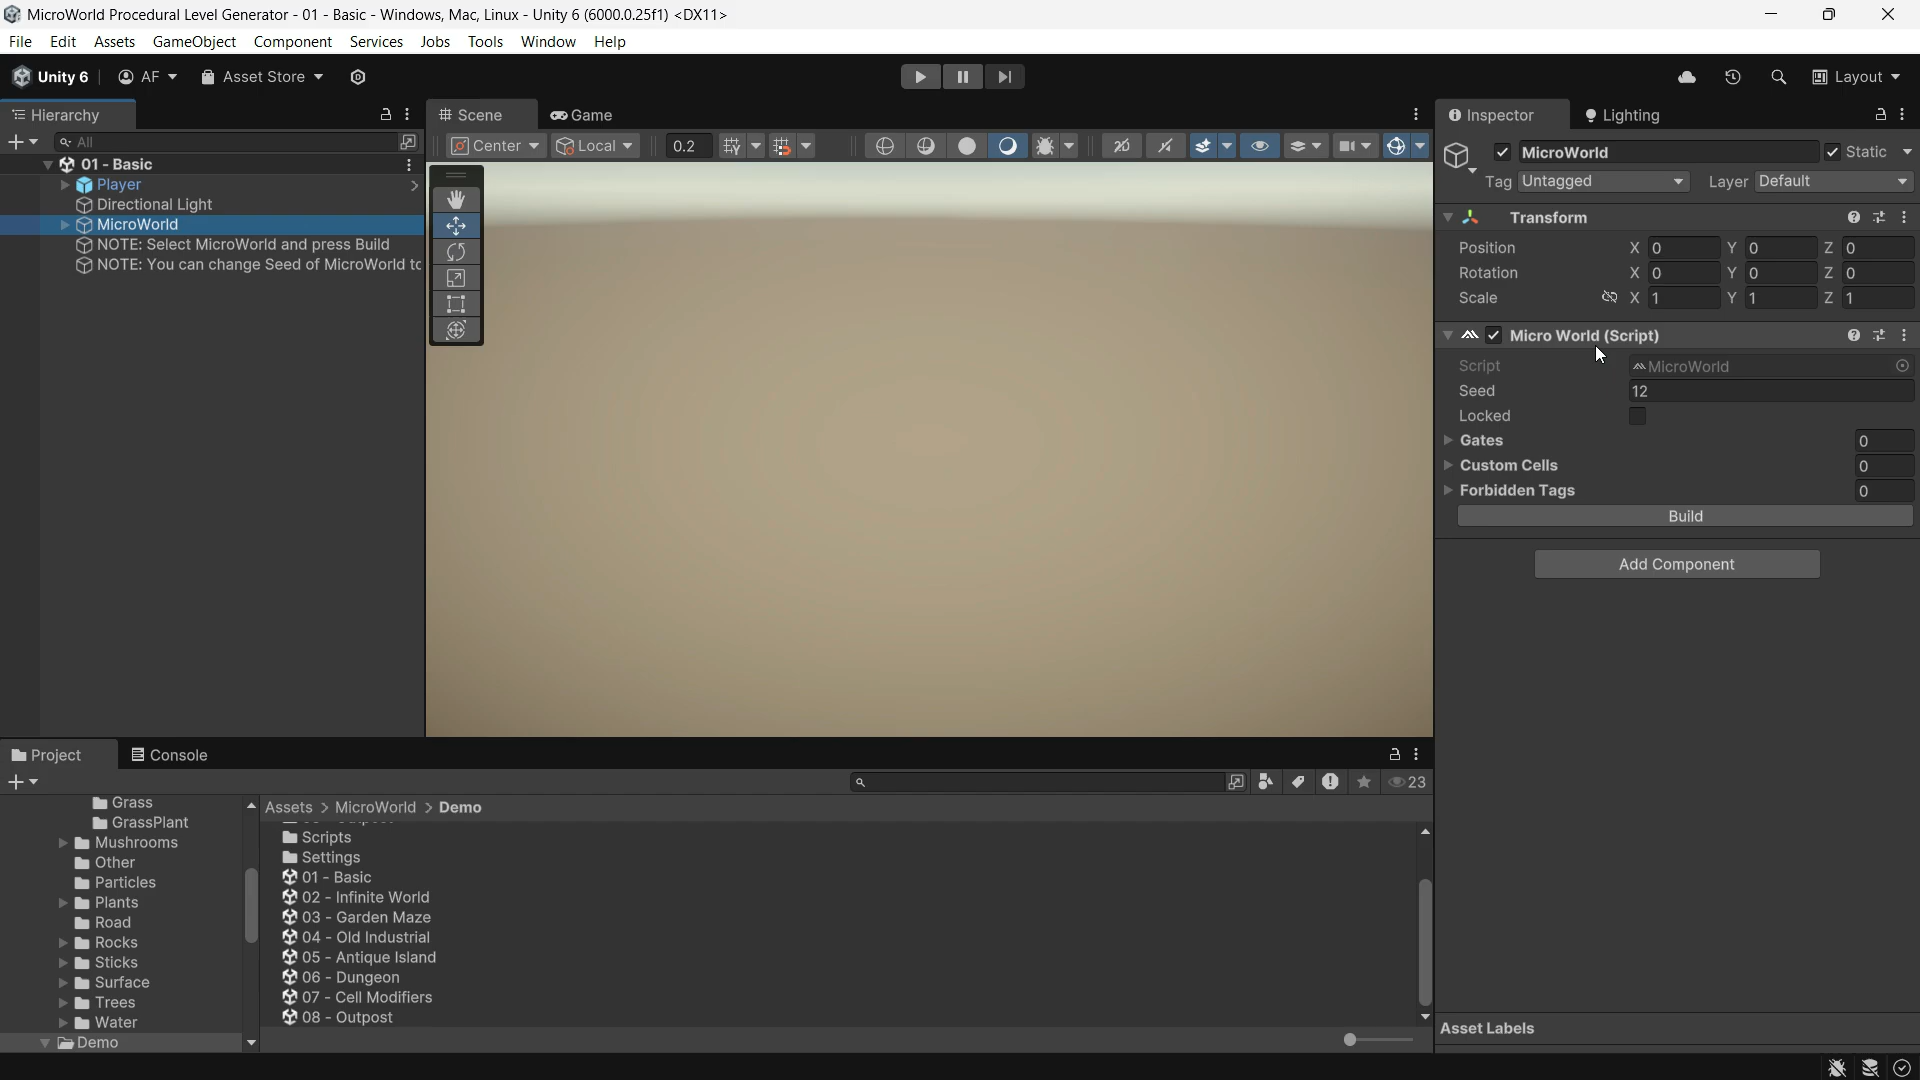 MicroWorld Procedural Level Generator - 01 - Basic - Windows, Mac, Linux - Unity 6 (6000.0.25f1) <DX11>
File Edit Assets GameObject Component Services Jobs Tools Window Help
Unity 6 AF Asset Store Layout
Hierarchy
All
01 - Basic
Player
Directional Light
MicroWorld
NOTE: Select MicroWorld and press Build
NOTE: You can change Seed of MicroWorld to
Scene Game
Center Local 0.2
Inspector Lighting
MicroWorld Static
Tag Untagged Layer Default
Transform
Position X 0 Y 0 Z 0
Rotation X 0 Y 0 Z 0
Scale X 1 Y 1 Z 1
Micro World (Script)
Script MicroWorld
Seed 12
Locked
Gates 0
Custom Cells 0
Forbidden Tags 0
Build
Add Component
Asset Labels
Project Console
23
Grass
GrassPlant
Mushrooms
Other
Particles
Plants
Road
Rocks
Sticks
Surface
Trees
Water
Demo
Assets > MicroWorld > Demo
Scripts
Settings
01 - Basic
02 - Infinite World
03 - Garden Maze
04 - Old Industrial
05 - Antique Island
06 - Dungeon
07 - Cell Modifiers
08 - Outpost